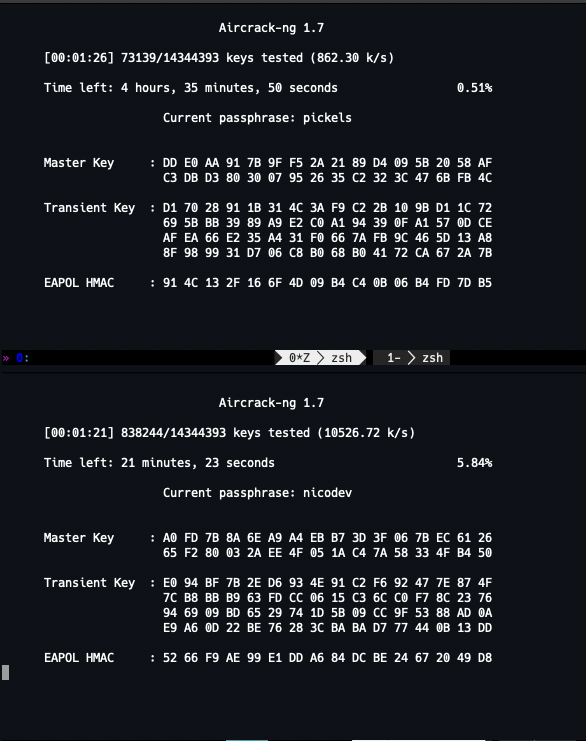 Aircrack-ng 1.7
[00:01:26] 73139/14344393 keys tested (862.30 k/s)
Time left: 4 hours, 35 minutes, 50 seconds 0.51%
Current passphrase: pickels
Master Key : DD E0 AA 91 7B 9F F5 2A 21 89 D4 09 5B 20 58 AF
C3 DB D3 80 30 07 95 26 35 C2 32 3C 47 6B FB 4C
Transient Key : D1 70 28 91 1B 31 4C 3A F9 C2 2B 10 9B D1 1C 72
69 5B BB 39 89 A9 E2 C0 A1 94 39 0F A1 57 0D CE
AF EA 66 E2 35 A4 31 F0 66 7A FB 9C 46 5D 13 A8
8F 98 99 31 D7 06 C8 B0 68 B0 41 72 CA 67 2A 7B
EAPOL HMAC : 91 4C 13 2F 16 6F 4D 09 B4 C4 0B 06 B4 FD 7D B5
» 0: 0*Z zsh 1- zsh
Aircrack-ng 1.7
[00:01:21] 838244/14344393 keys tested (10526.72 k/s)
Time left: 21 minutes, 23 seconds 5.84%
Current passphrase: nicodev
Master Key : A0 FD 7B 8A 6E A9 A4 EB B7 3D 3F 06 7B EC 61 26
65 F2 80 03 2A EE 4F 05 1A C4 7A 58 33 4F B4 50
Transient Key : E0 94 BF 7B 2E D6 93 4E 91 C2 F6 92 47 7E 87 4F
7C B8 BB B9 63 FD CC 06 15 C3 6C C0 F7 8C 23 76
94 69 09 BD 65 29 74 1D 5B 09 CC 9F 53 88 AD 0A
E9 A6 0D 22 BE 76 28 3C BA BA D7 77 44 0B 13 DD
EAPOL HMAC : 52 66 F9 AE 99 E1 DD A6 84 DC BE 24 67 20 49 D8